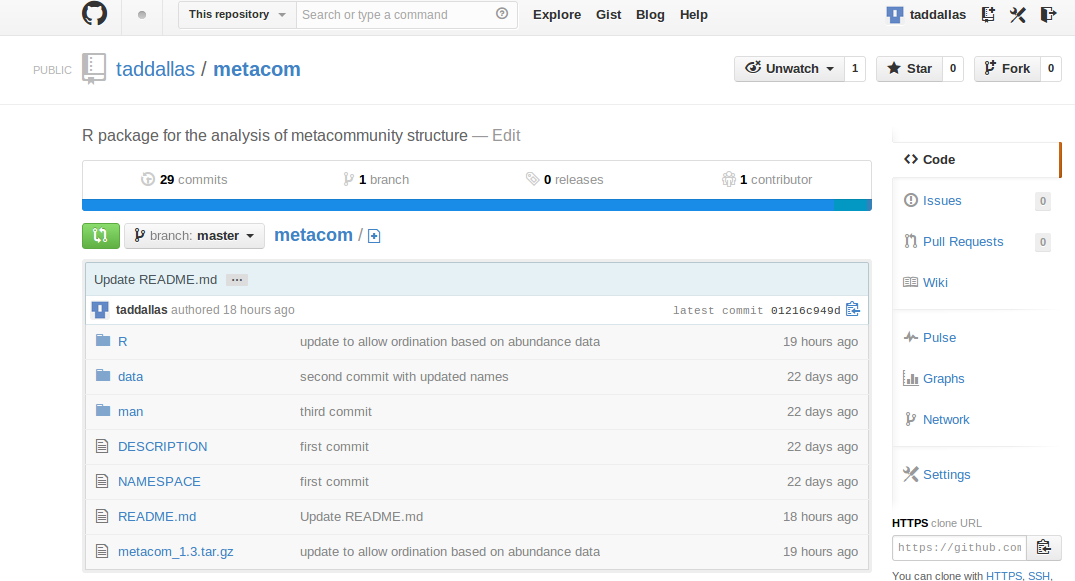 This repository Search or type a command Explore Gist Blog Help taddallas
PUBLIC taddallas / metacom Unwatch 1 Star 0 Fork 0
R package for the analysis of metacommunity structure — Edit
29 commits 1 branch 0 releases 1 contributor
branch: master metacom /
Update README.md ...
taddallas authored 18 hours ago latest commit 01216c949d
R update to allow ordination based on abundance data 19 hours ago
data second commit with updated names 22 days ago
man third commit 22 days ago
DESCRIPTION first commit 22 days ago
NAMESPACE first commit 22 days ago
README.md Update README.md 18 hours ago
metacom_1.3.tar.gz update to allow ordination based on abundance data 19 hours ago
Code
Issues 0
Pull Requests 0
Wiki
Pulse
Graphs
Network
Settings
HTTPS clone URL
https://github.com
You can clone with HTTPS, SSH,